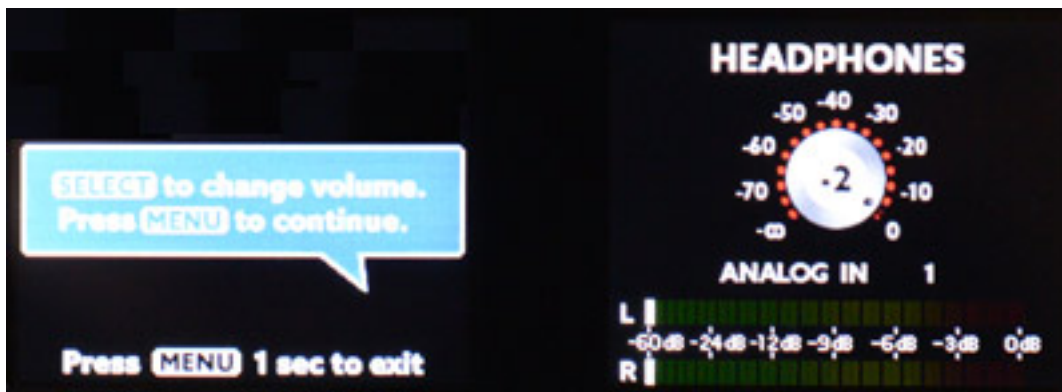 SELECT to change volume.
Press MENU to continue.
Press MENU 1 sec to exit
HEADPHONES
-40
-50 -30
-60 -20
-2
-70 -10
-∞ 0
ANALOG IN 1
L
-60dB -24dB -12dB -9dB -6dB -3dB 0dB
R